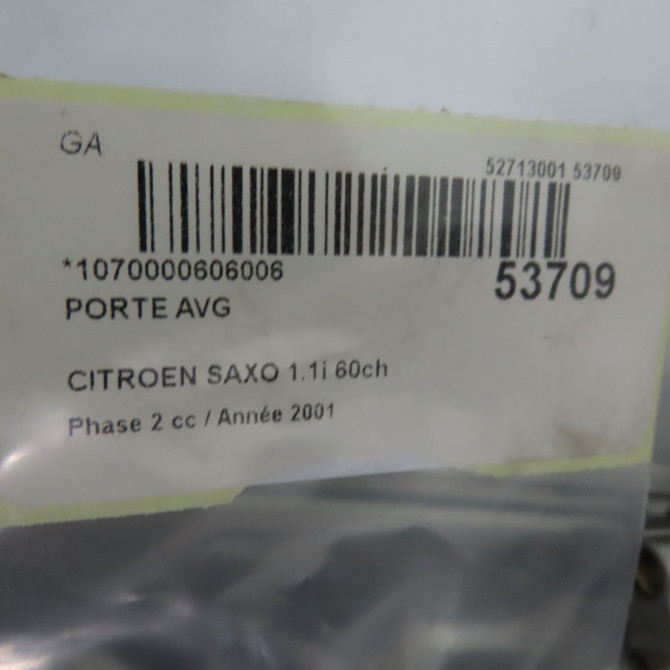 GA
52713001 53709
*1070000606006
53709
PORTE AVG
CITROEN SAXO 1.1i 60ch
Phase 2 cc / Année 2001